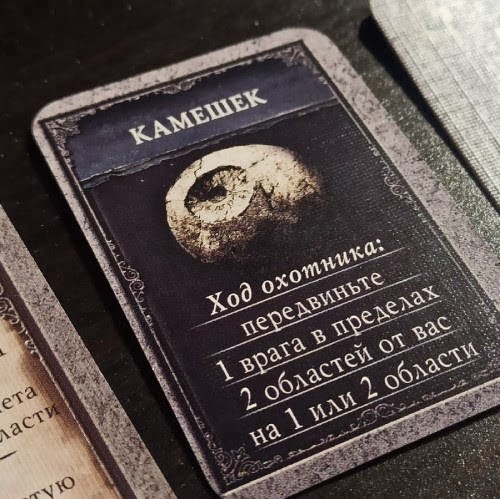 КАМЕШЕК
Ход охотника:
передвиньте
1 врага в пределах
2 областей от вас
на 1 или 2 области